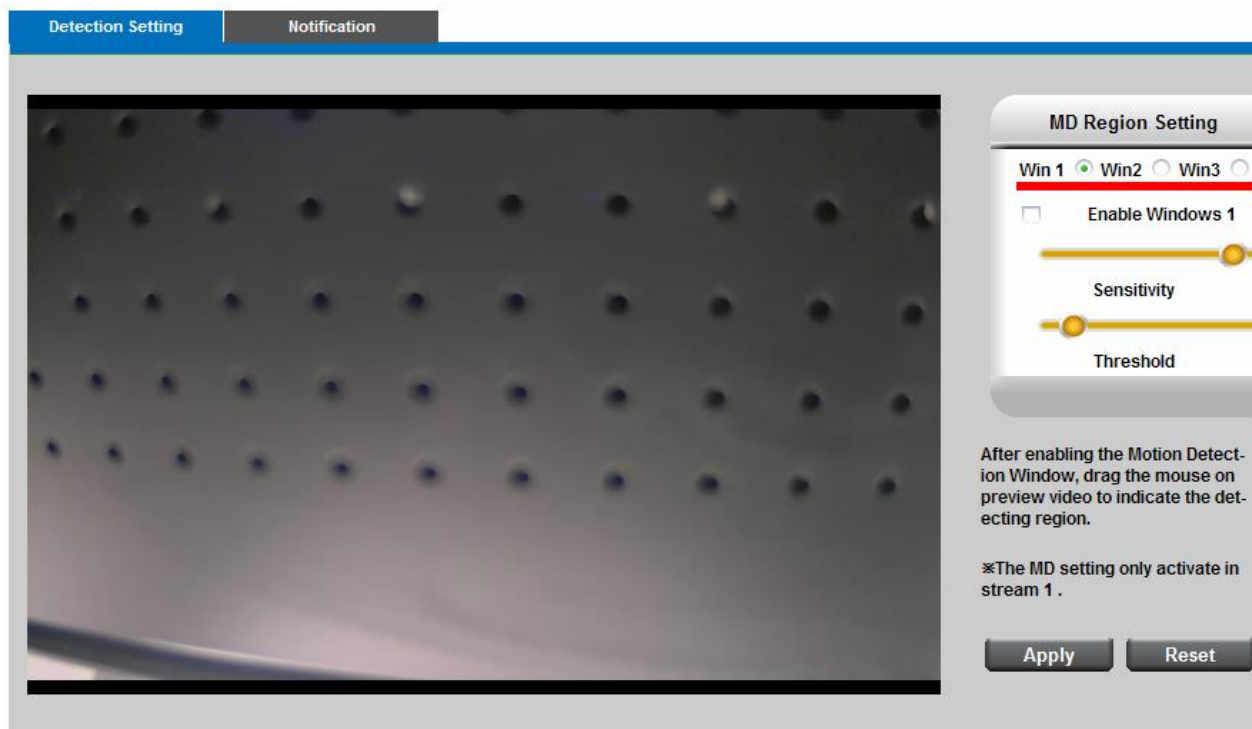 Detection Setting Notification
MD Region Setting
Win 1 Win2 Win3
Enable Windows 1
Sensitivity
Threshold
After enabling the Motion Detect-
ion Window, drag the mouse on
preview video to indicate the det-
ecting region.
※The MD setting only activate in
stream 1 .
Apply Reset